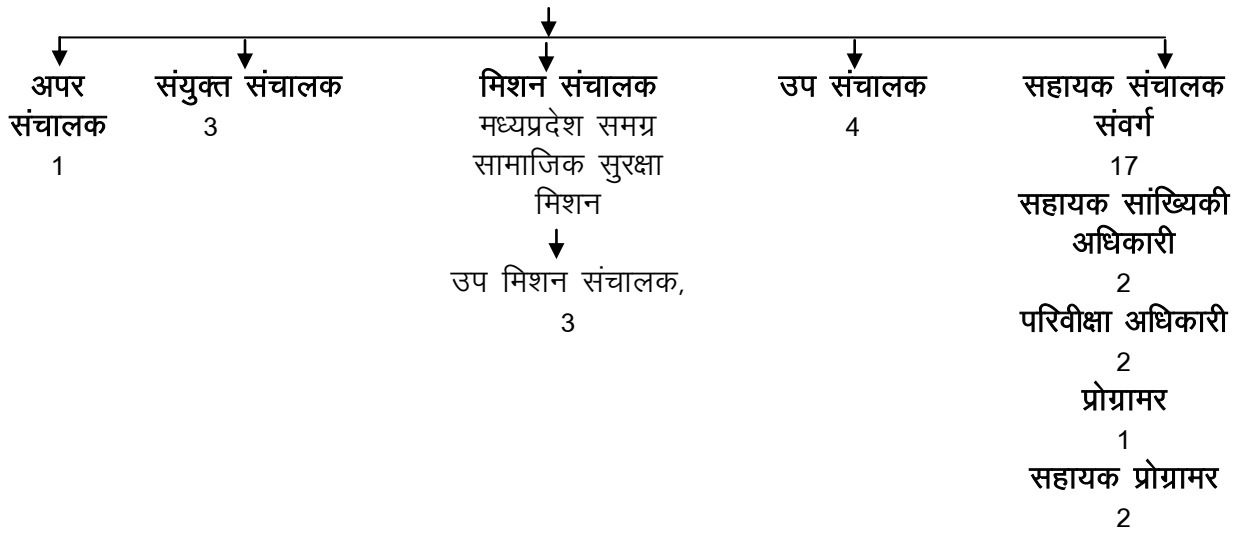 अपर
संचालक
1
संयुक्त संचालक
3
मिशन संचालक
मध्यप्रदेश समग्र
सामाजिक सुरक्षा
मिशन
उप मिशन संचालक,
3
उप संचालक
4
सहायक संचालक
संवर्ग
17
सहायक सांख्यिकी
अधिकारी
2
परिवीक्षा अधिकारी
2
प्रोग्रामर
1
सहायक प्रोग्रामर
2